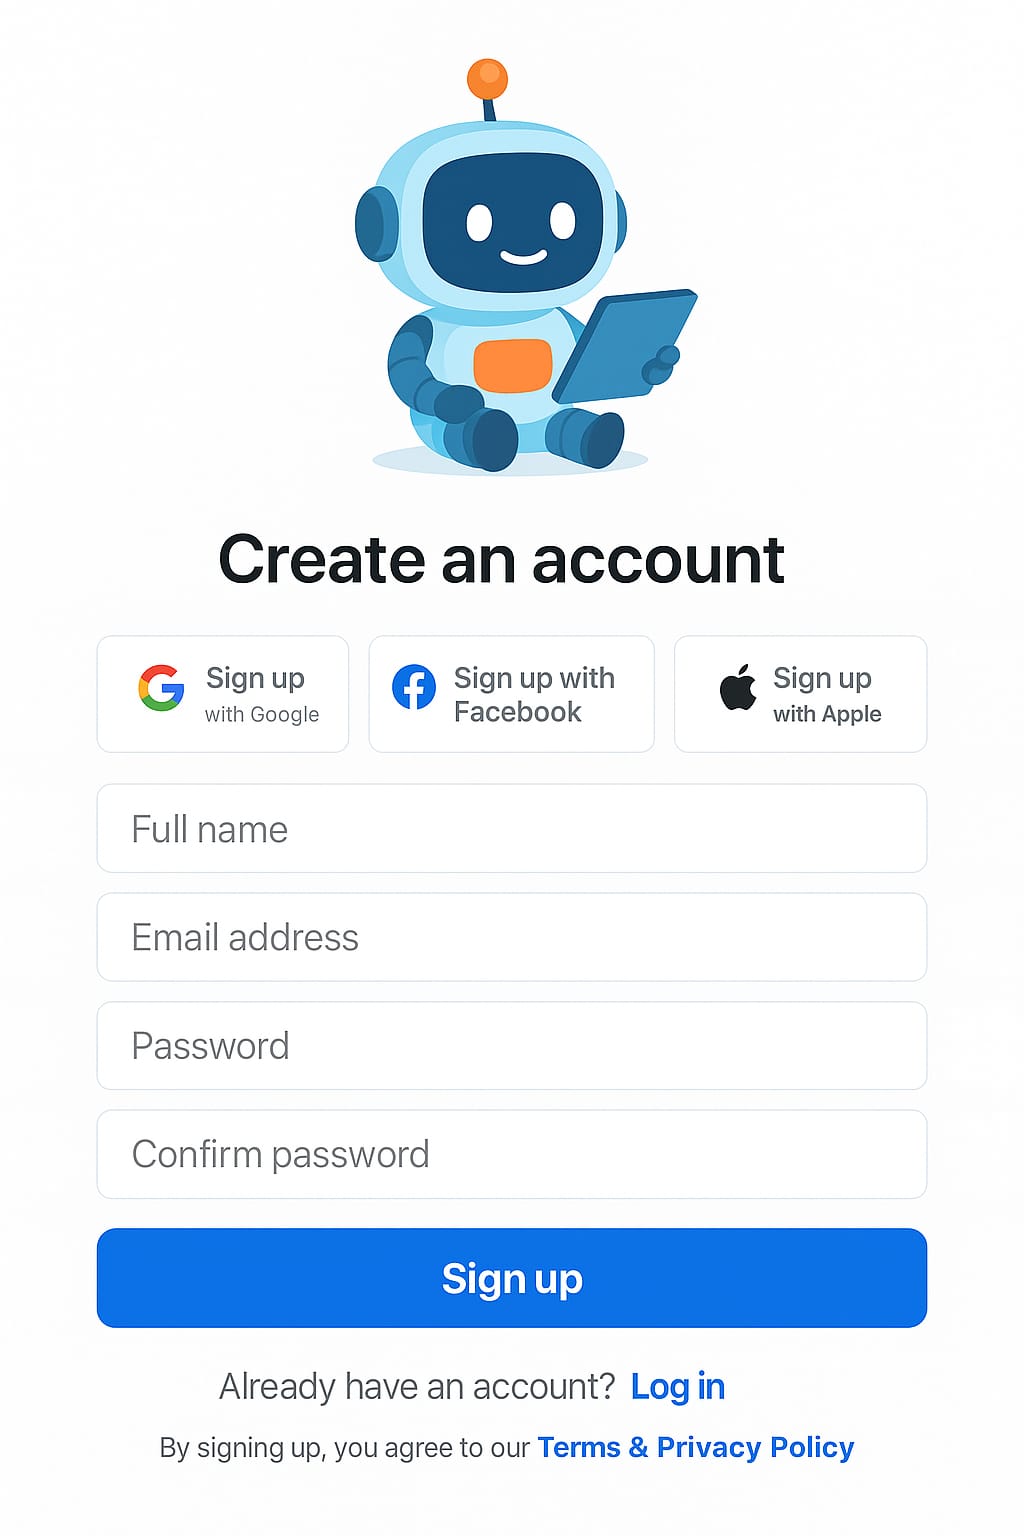 Create an account
Sign up
with Google
Sign up with
Facebook
Sign up
with Apple
Full name
Email address
Password
Confirm password
Sign up
Already have an account? Log in
By signing up, you agree to our Terms & Privacy Policy